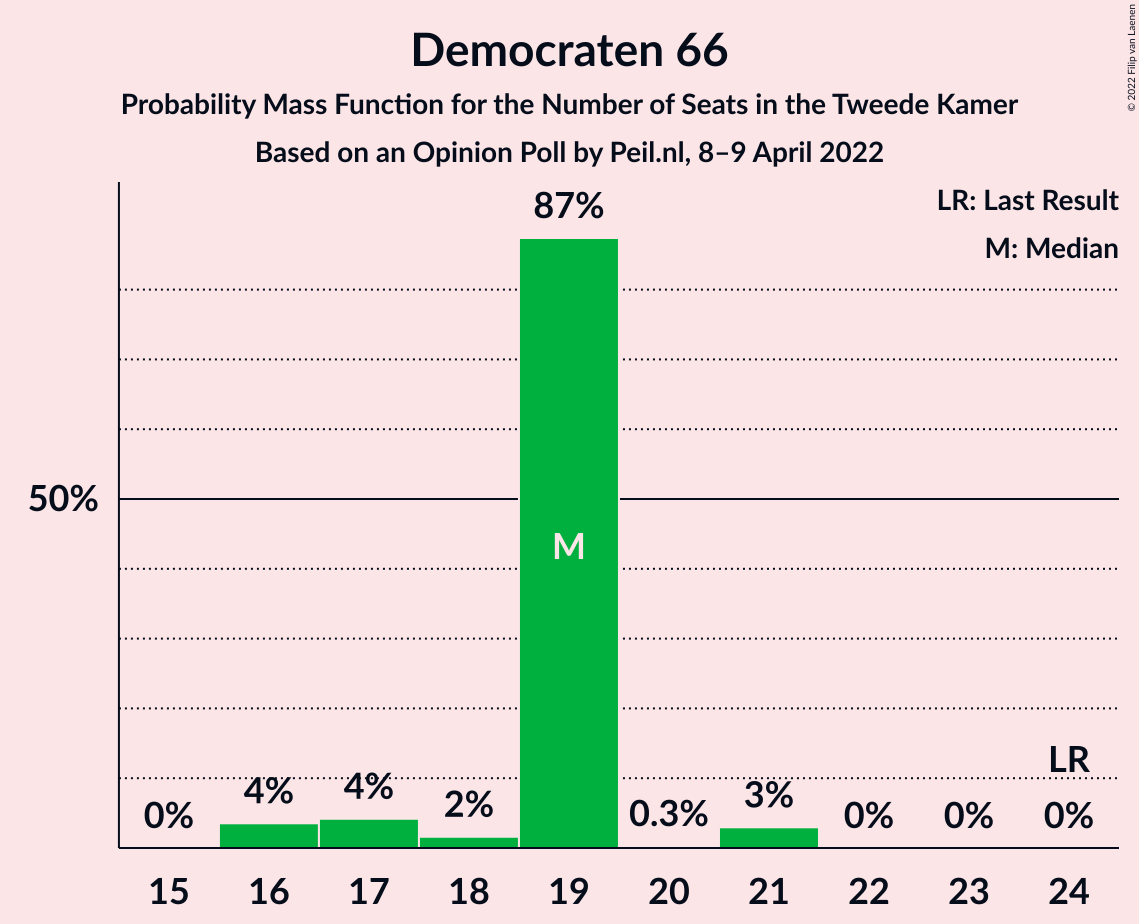 Democraten 66
Probability Mass Function for the Number of Seats in the Tweede Kamer
Based on an Opinion Poll by Peil.nl, 8–9 April 2022
© 2022 Filip van Laenen
LR: Last Result
M: Median
87%
50%
M
LR
0%
4%
4%
2%
0.3%
3%
0%
0%
0%
15 16 17 18 19 20 21 22 23 24